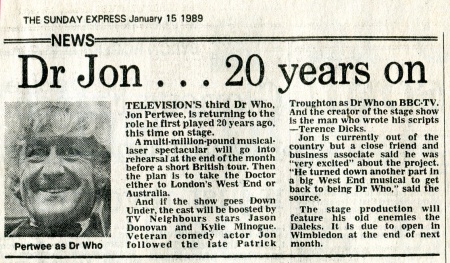 THE SUNDAY EXPRESS January 15 1989
NEWS
Dr Jon . . . 20 years on
Pertwee as Dr Who
TELEVISION'S third Dr Who,
Jon Pertwee, is returning to the
role he first played 20 years ago,
this time on stage.
A multi-million-pound musical-
laser spectacular will go into
rehearsal at the end of the month
before a short British tour. Then
the plan is to take the Doctor
either to London's West End or
Australia.
And if the show goes Down
Under, the cast will be boosted by
TV Neighbours stars Jason
Donovan and Kylie Minogue.
Veteran comedy actor Jon
followed the late Patrick
Troughton as Dr Who on BBC-TV.
And the creator of the stage show
is the man who wrote his scripts
—Terence Dicks.
Jon is currently out of the
country but a close friend and
business associate said he was
"very excited" about the project.
"He turned down another part in
a big West End musical to get
back to being Dr Who," said the
source.
The stage production will
feature his old enemies the
Daleks. It is due to open in
Wimbledon at the end of next
month.